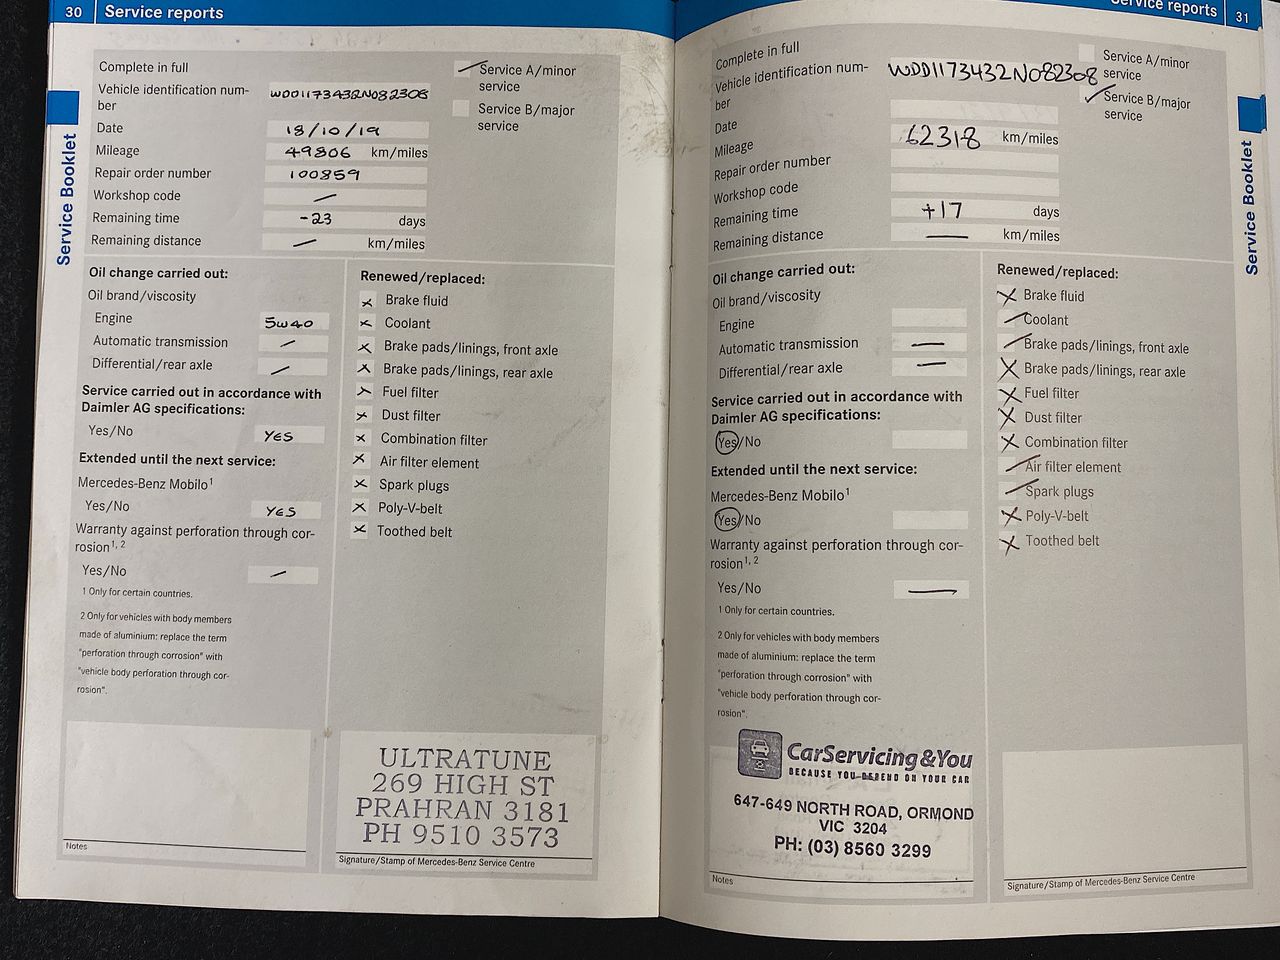 30 Service reports
Complete in full
Service A/minor
service
Vehicle identification num-
ber
WDD1173432N082308
Service B/major
service
Date 18/10/19
Mileage 49806 km/miles
Repair order number 100859
Workshop code —
Remaining time -23 days
Remaining distance — km/miles
Service Booklet
Oil change carried out:
Oil brand/viscosity
Engine 5W40
Automatic transmission —
Differential/rear axle —
Service carried out in accordance with
Daimler AG specifications:
Yes/No YES
Extended until the next service:
Mercedes-Benz Mobilo1
Yes/No YES
Warranty against perforation through cor-
rosion1, 2
Yes/No —
1 Only for certain countries.
2 Only for vehicles with body members
made of aluminium: replace the term
"perforation through corrosion" with
"vehicle body perforation through cor-
rosion".
Renewed/replaced:
x Brake fluid
x Coolant
x Brake pads/linings, front axle
x Brake pads/linings, rear axle
x Fuel filter
x Dust filter
x Combination filter
x Air filter element
x Spark plugs
x Poly-V-belt
x Toothed belt
Notes
ULTRATUNE
269 HIGH ST
PRAHRAN 3181
PH 9510 3573
Signature/Stamp of Mercedes-Benz Service Centre
Service reports 31
Complete in full
Service A/minor
service
Vehicle identification num-
ber
WDD1173432N082308
Service B/major
service
Date
Mileage 62318 km/miles
Repair order number
Workshop code
Remaining time +17 days
Remaining distance — km/miles
Service Booklet
Oil change carried out:
Oil brand/viscosity
Engine
Automatic transmission —
Differential/rear axle —
Service carried out in accordance with
Daimler AG specifications:
Yes/No
Extended until the next service:
Mercedes-Benz Mobilo1
Yes/No
Warranty against perforation through cor-
rosion1, 2
Yes/No —
1 Only for certain countries.
2 Only for vehicles with body members
made of aluminium: replace the term
"perforation through corrosion" with
"vehicle body perforation through cor-
rosion".
Renewed/replaced:
x Brake fluid
Coolant
Brake pads/linings, front axle
x Brake pads/linings, rear axle
x Fuel filter
x Dust filter
x Combination filter
Air filter element
Spark plugs
x Poly-V-belt
x Toothed belt
CarServicing&You
BECAUSE YOU DEPEND ON YOUR CAR
647-649 NORTH ROAD, ORMOND
VIC 3204
PH: (03) 8560 3299
Notes
Signature/Stamp of Mercedes-Benz Service Centre